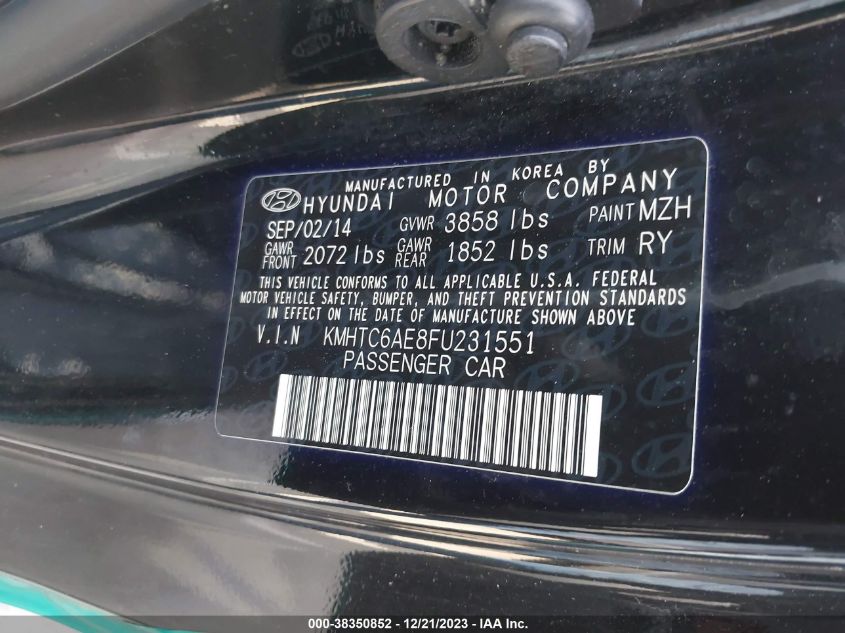 MANUFACTURED IN KOREA BY
HYUNDAI MOTOR COMPANY
SEP/02/14 GVWR 3858 lbs PAINT MZH
GAWR FRONT 2072 lbs GAWR REAR 1852 lbs TRIM RY
THIS VEHICLE CONFORMS TO ALL APPLICABLE U.S.A. FEDERAL
MOTOR VEHICLE SAFETY, BUMPER, AND THEFT PREVENTION STANDARDS
IN EFFECT ON THE DATE OF MANUFACTURE SHOWN ABOVE
V.I.N KMHTC6AE8FU231551
PASSENGER CAR
000-38350852 - 12/21/2023 - IAA Inc.